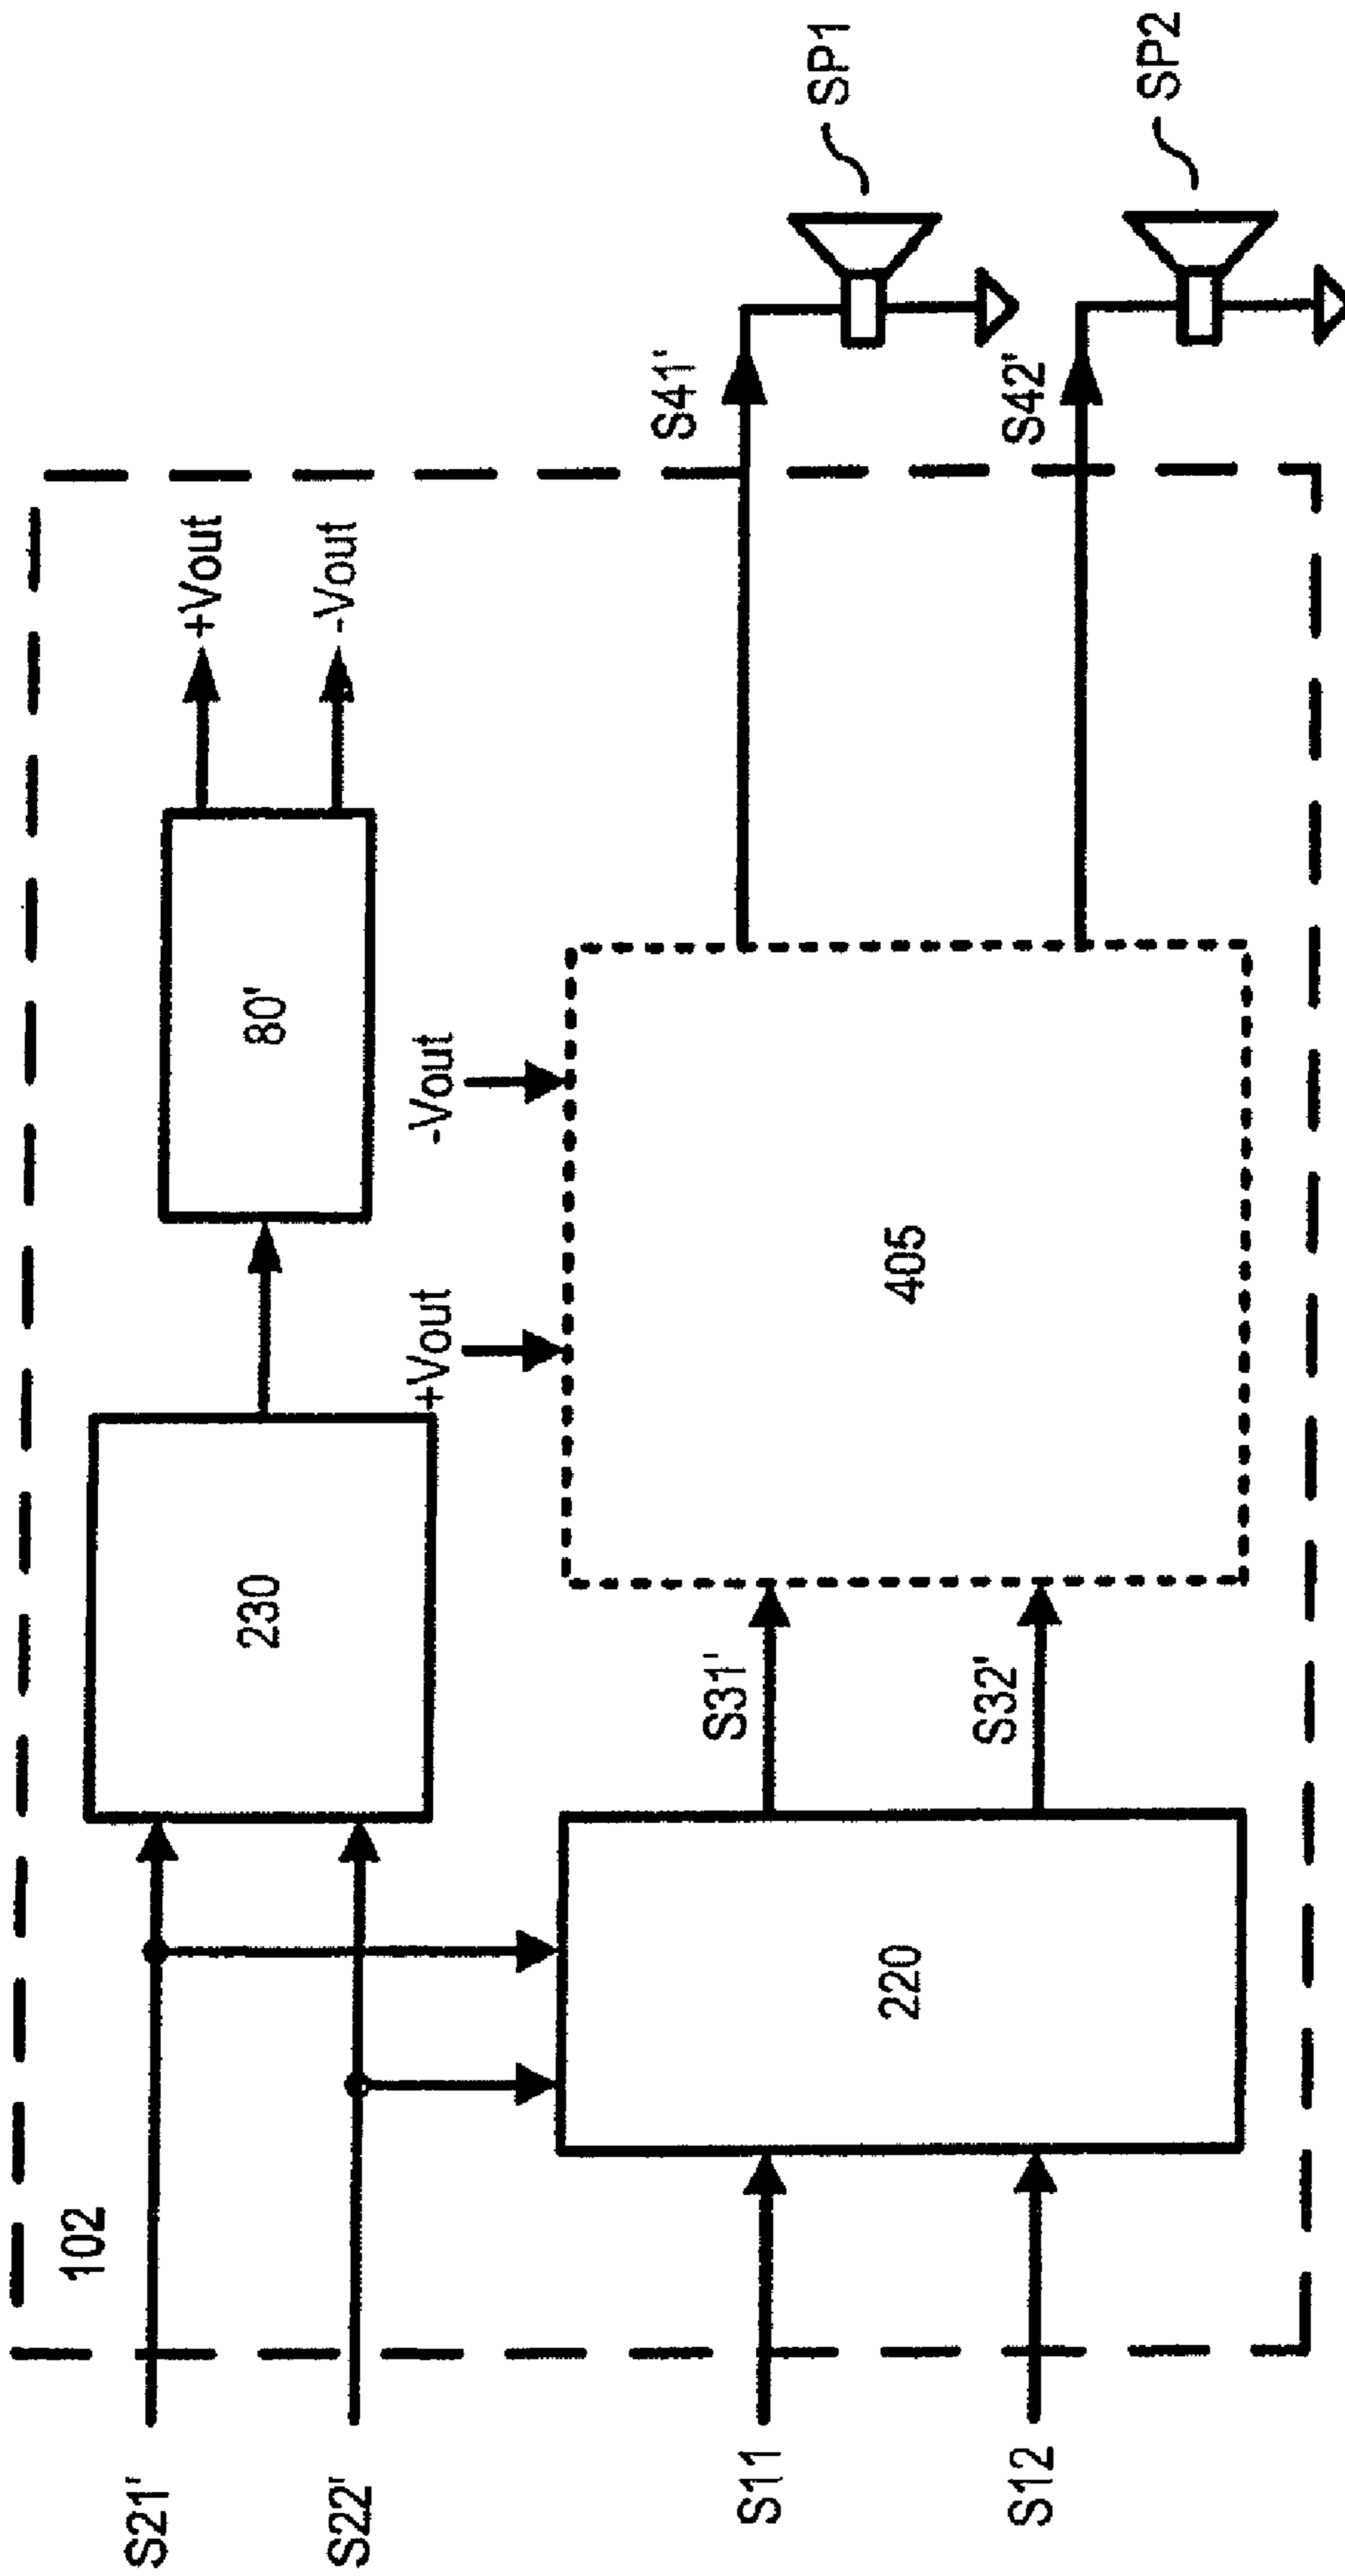 102
S21'
S22'
230
80'
+Vout
-Vout
+Vout
-Vout
S11
S12
220
S31'
S32'
405
S41'
S42'
SP1
SP2